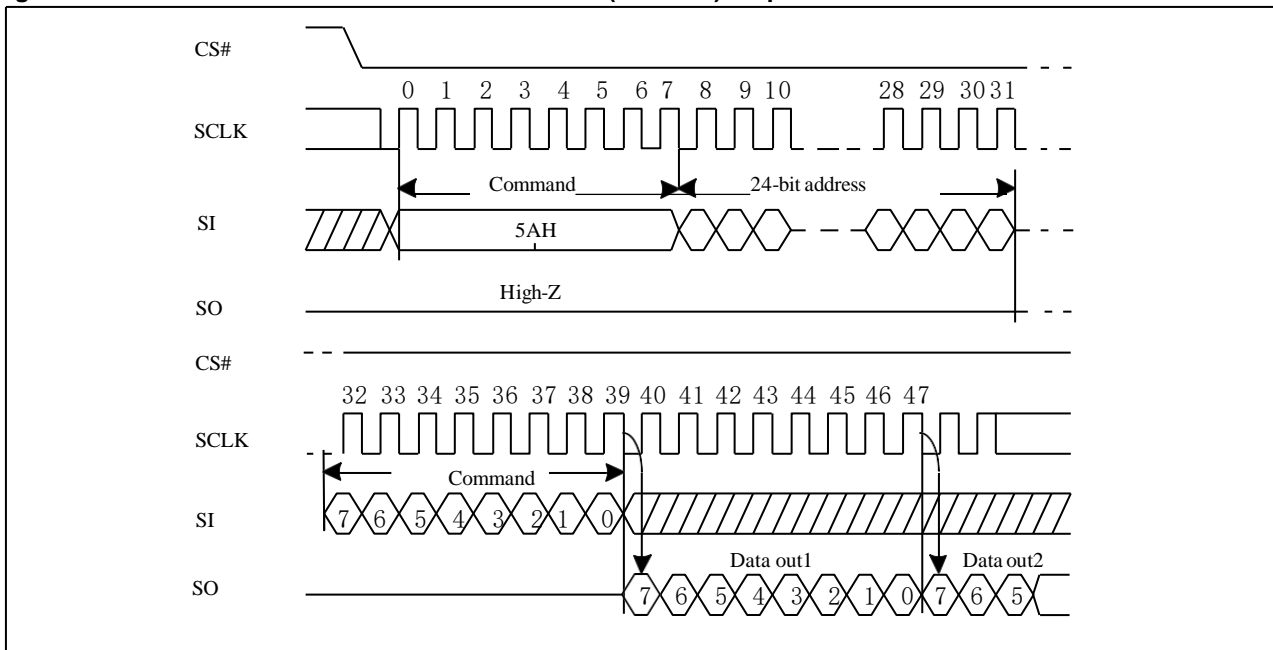 CS#
0 1 2 3 4 5 6 7 8 9 10 28 29 30 31
SCLK
Command 24-bit address
SI
5AH
High-Z
SO
CS#
32 33 34 35 36 37 38 39 40 41 42 43 44 45 46 47
SCLK
Command
SI 7 6 5 4 3 2 1 0
Data out1 Data out2
SO 7 6 5 4 3 2 1 0 7 6 5